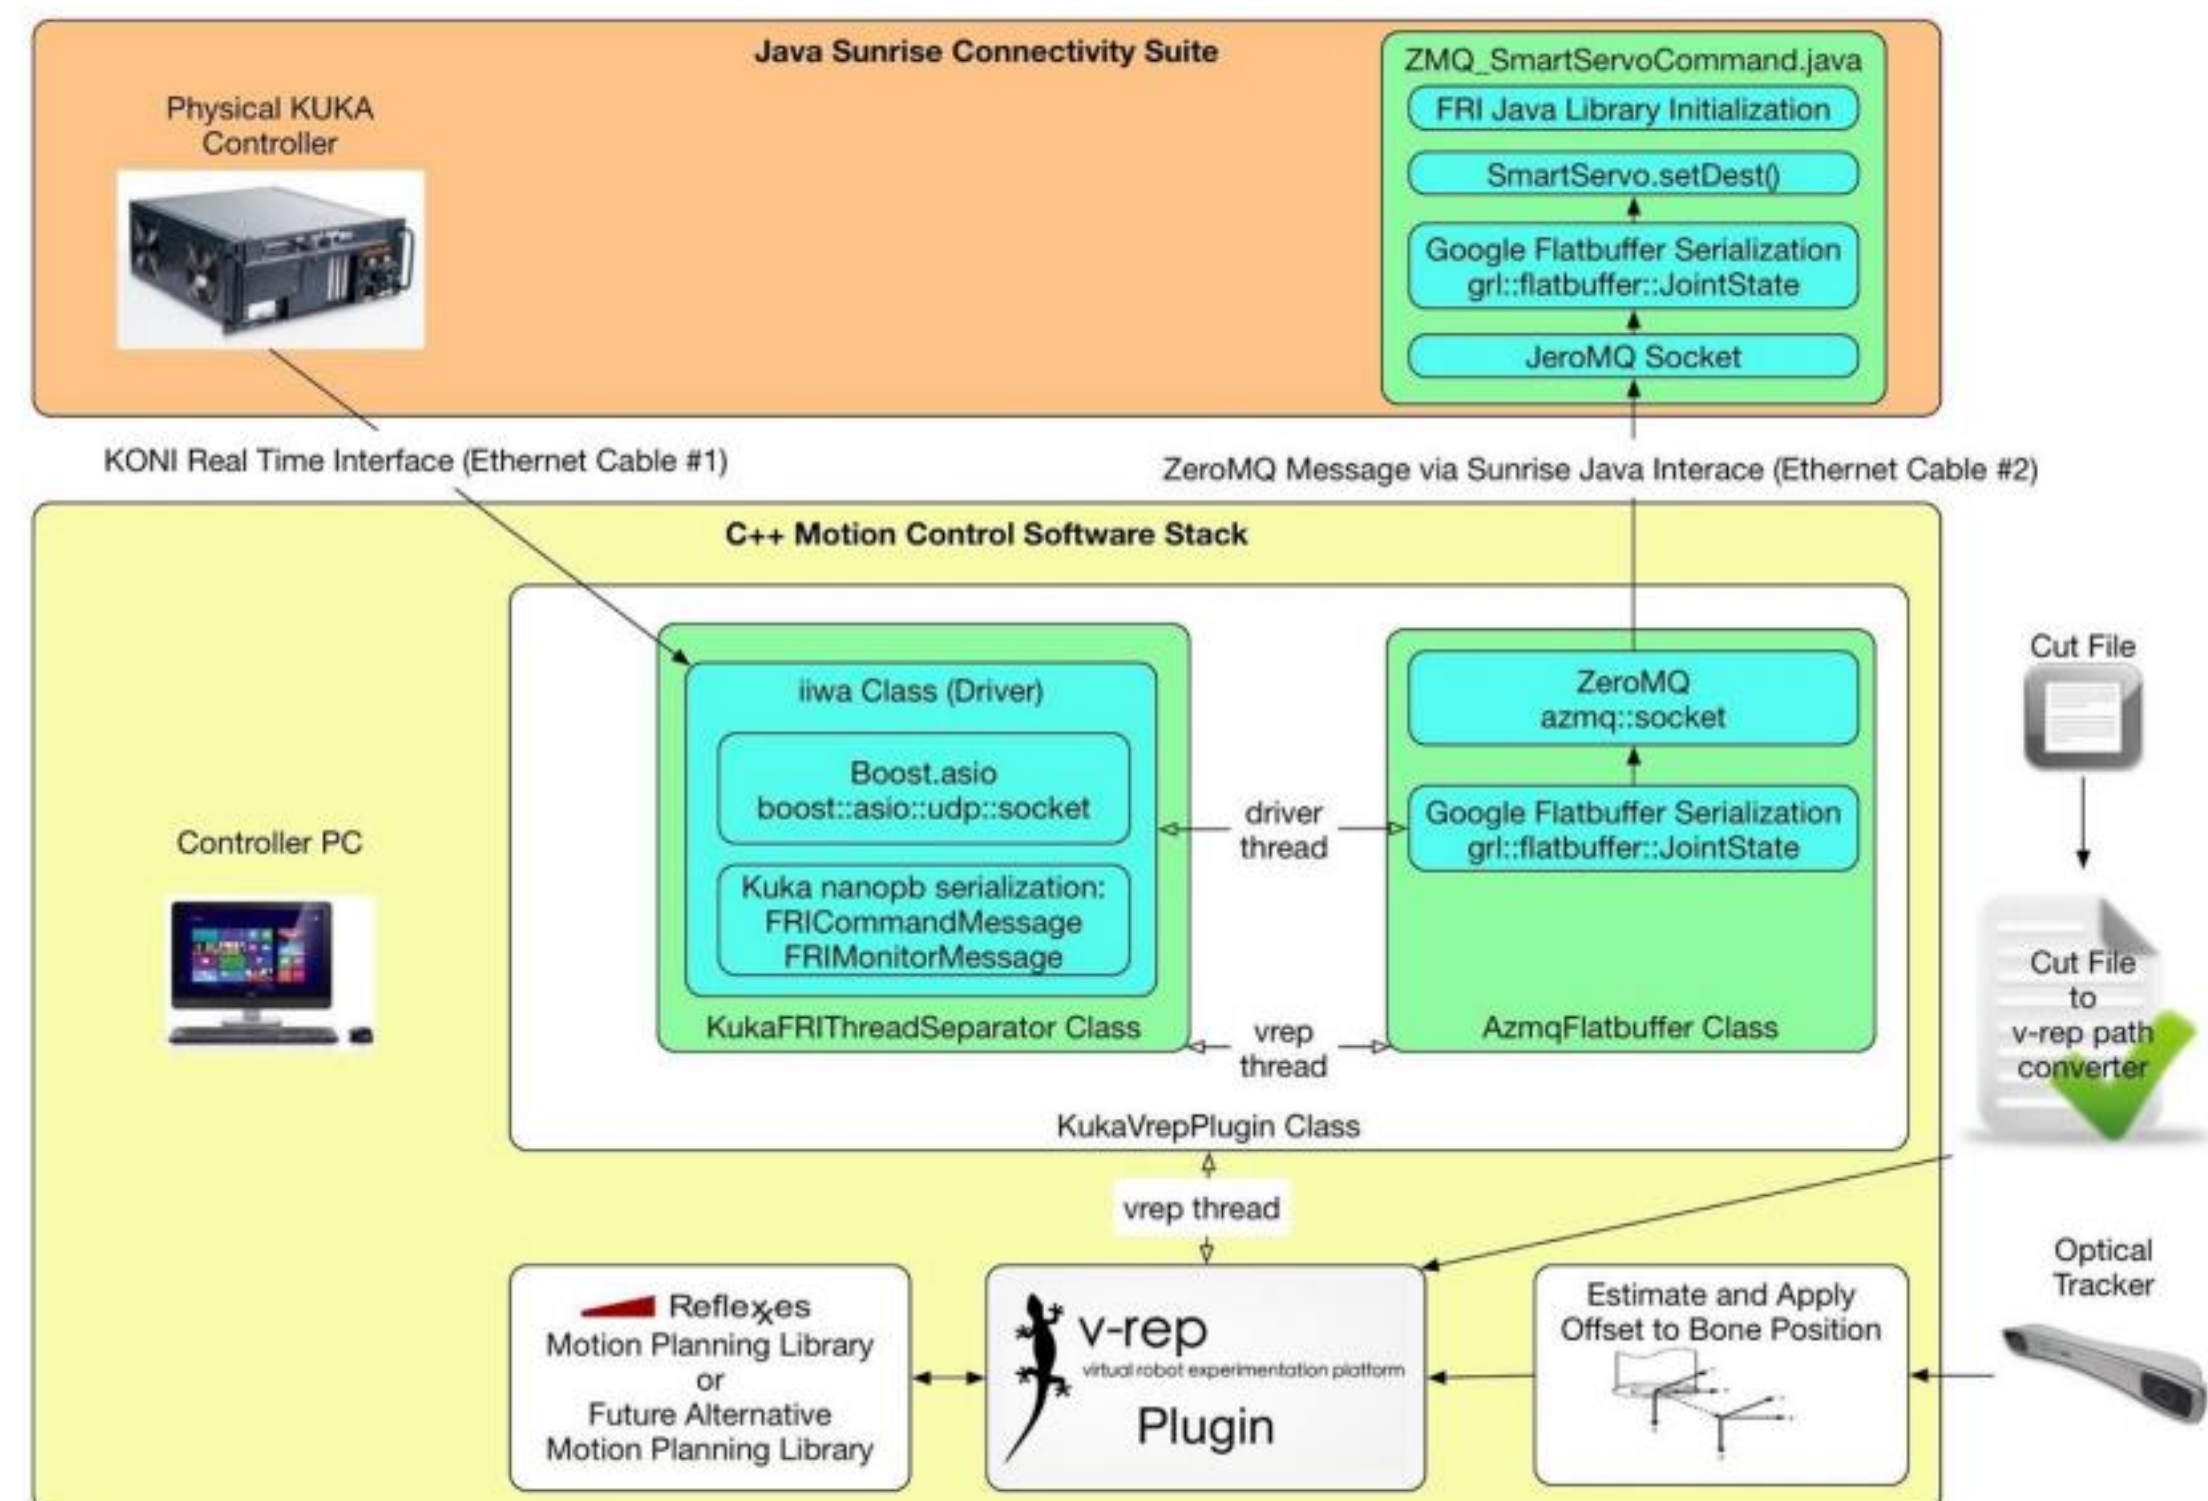 Java Sunrise Connectivity Suite
Physical KUKA
Controller
ZMQ_SmartServoCommand.java
FRI Java Library Initialization
SmartServo.setDest()
Google Flatbuffer Serialization
grl::flatbuffer::JointState
JeroMQ Socket
KONI Real Time Interface (Ethernet Cable #1)
ZeroMQ Message via Sunrise Java Interace (Ethernet Cable #2)
C++ Motion Control Software Stack
Controller PC
iiwa Class (Driver)
Boost.asio
boost::asio::udp::socket
Kuka nanopb serialization:
FRICommandMessage
FRIMonitorMessage
KukaFRIThreadSeparator Class
driver
thread
vrep
thread
ZeroMQ
azmq::socket
Google Flatbuffer Serialization
grl::flatbuffer::JointState
AzmqFlatbuffer Class
KukaVrepPlugin Class
vrep thread
Cut File
Cut File
to
v-rep path
converter
Reflexxes
Motion Planning Library
or
Future Alternative
Motion Planning Library
v-rep
virtual robot experimentation platform
Plugin
Estimate and Apply
Offset to Bone Position
Optical
Tracker